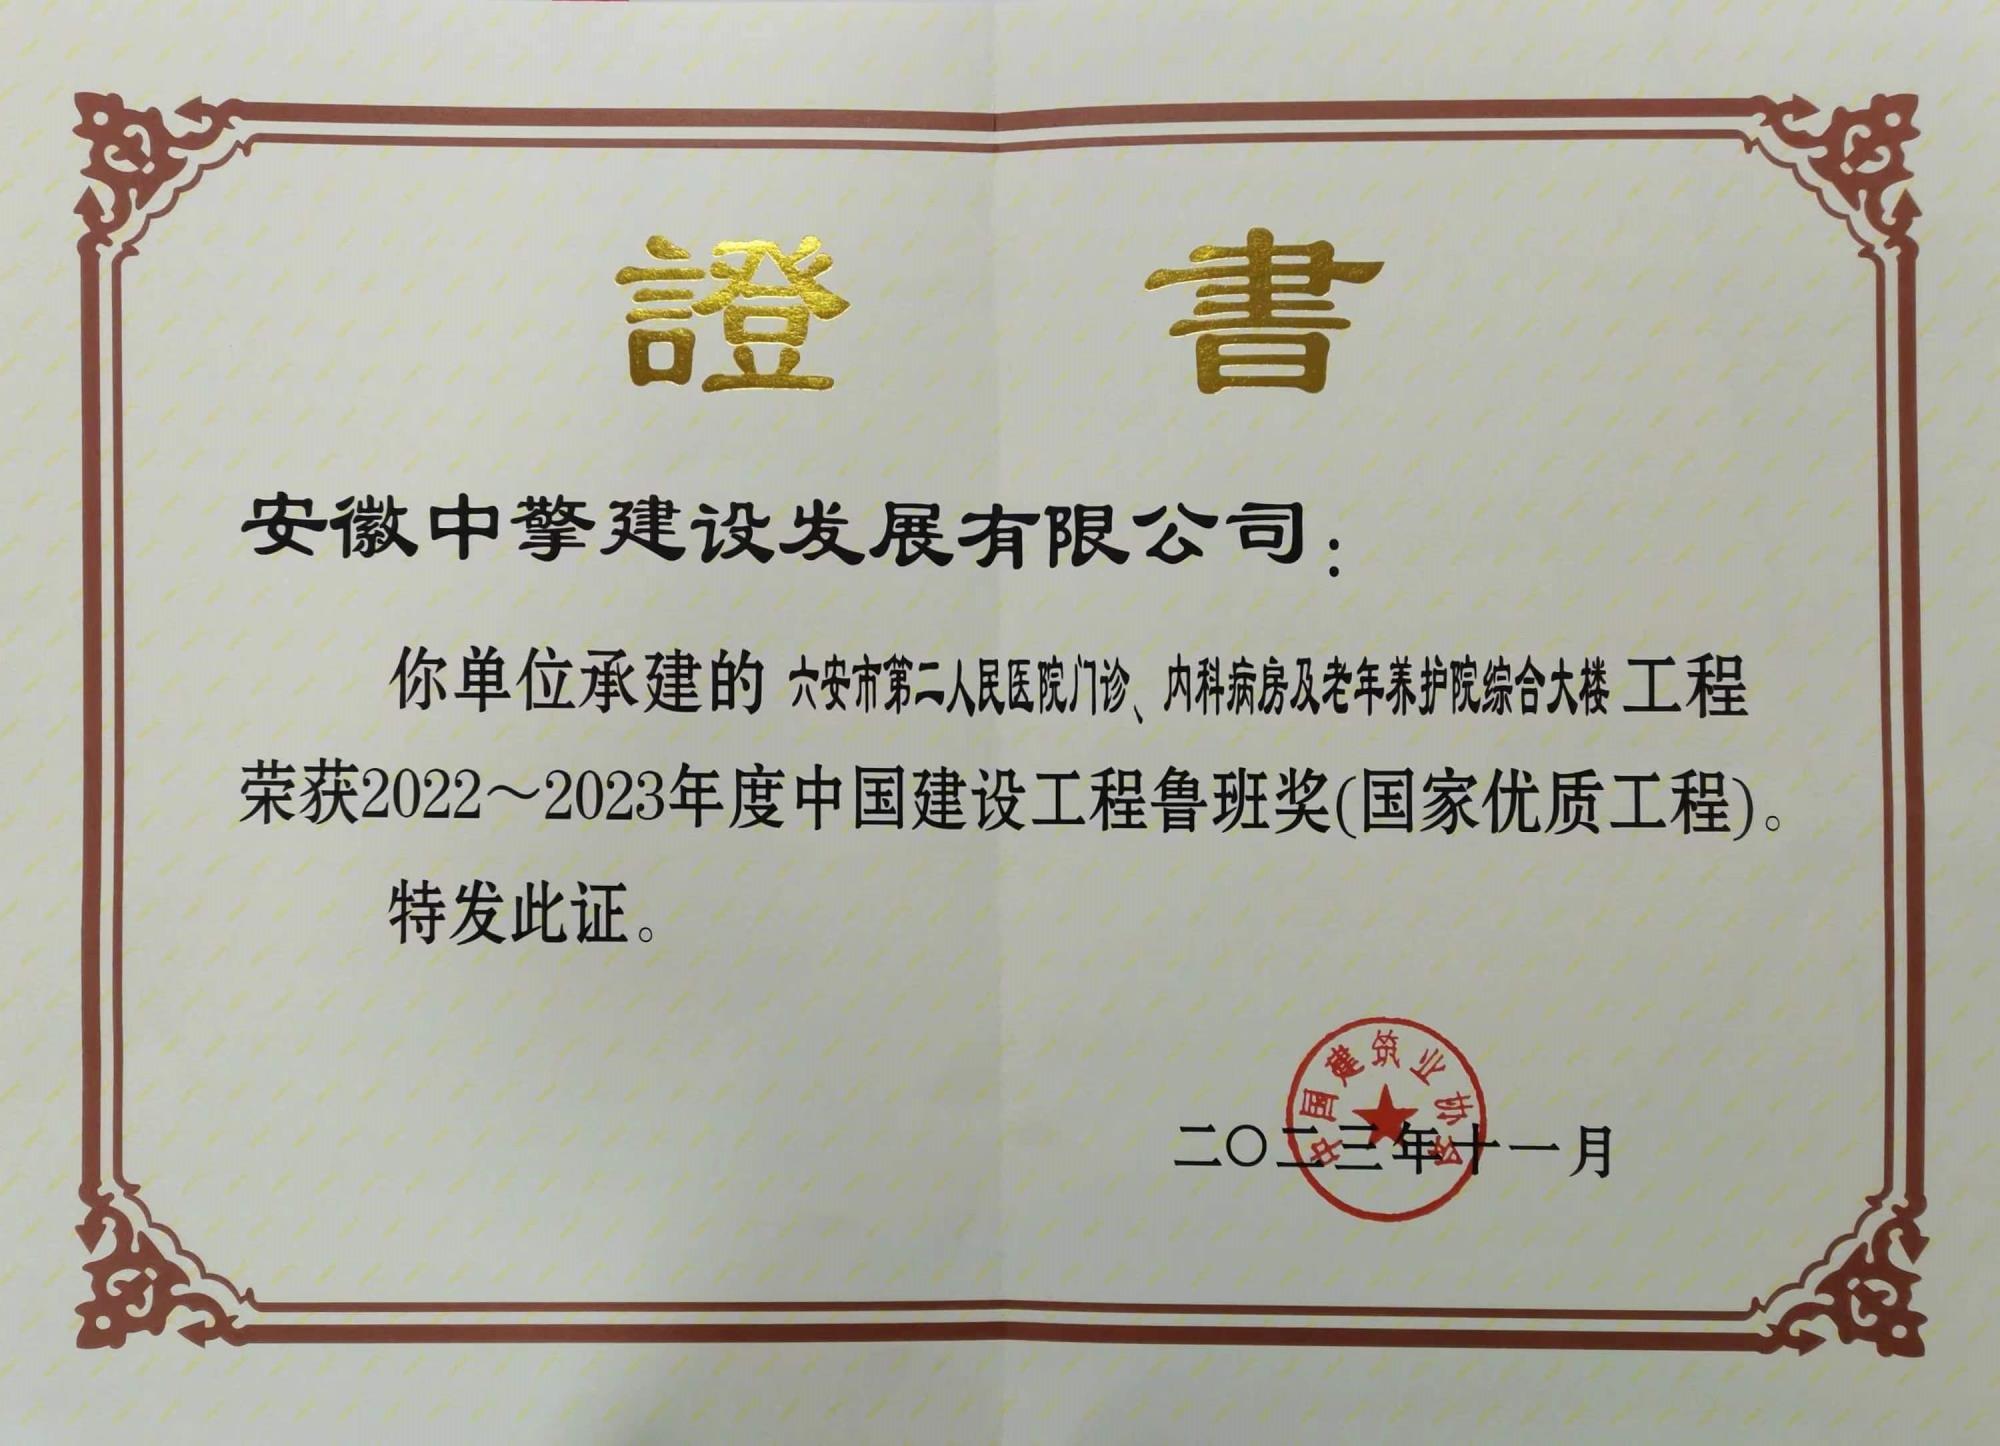 證書
安徽中擎建设发展有限公司：
你单位承建的 六安市第二人民医院门诊、内科病房及老年养护院综合大楼 工程
荣获2022～2023年度中国建设工程鲁班奖(国家优质工程)。
特发此证。
中国建筑业协会
二〇二三年十一月